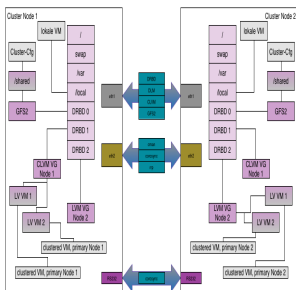 Cluster Node 1
Cluster Node 2
lokale VM
lokale VM
/
/
Cluster-Cfg
Cluster-Cfg
swap
swap
/shared
/shared
/var
/var
GFS2
GFS2
/local
/local
DRBD 0
DRBD 0
DRBD 1
DRBD 1
DRBD 2
DRBD 2
CLVM VG
Node 1
LVM VG
Node 1
LV VM 1
LV VM 1
LV VM 2
LV VM 2
LVM VG
Node 2
CLVM VG
Node 2
clustered VM, primary Node 1
clustered VM, primary Node 2
clustered VM, primary Node 1
clustered VM, primary Node 2